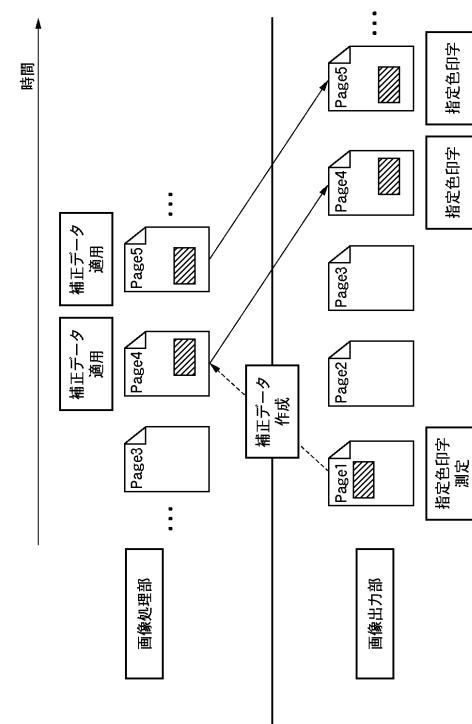 時間
画像処理部
Page3
補正データ
適用
Page4
補正データ
適用
Page5
補正データ
作成
画像出力部
Page1
指定色印字
測定
Page2
Page3
Page4
指定色印字
Page5
指定色印字